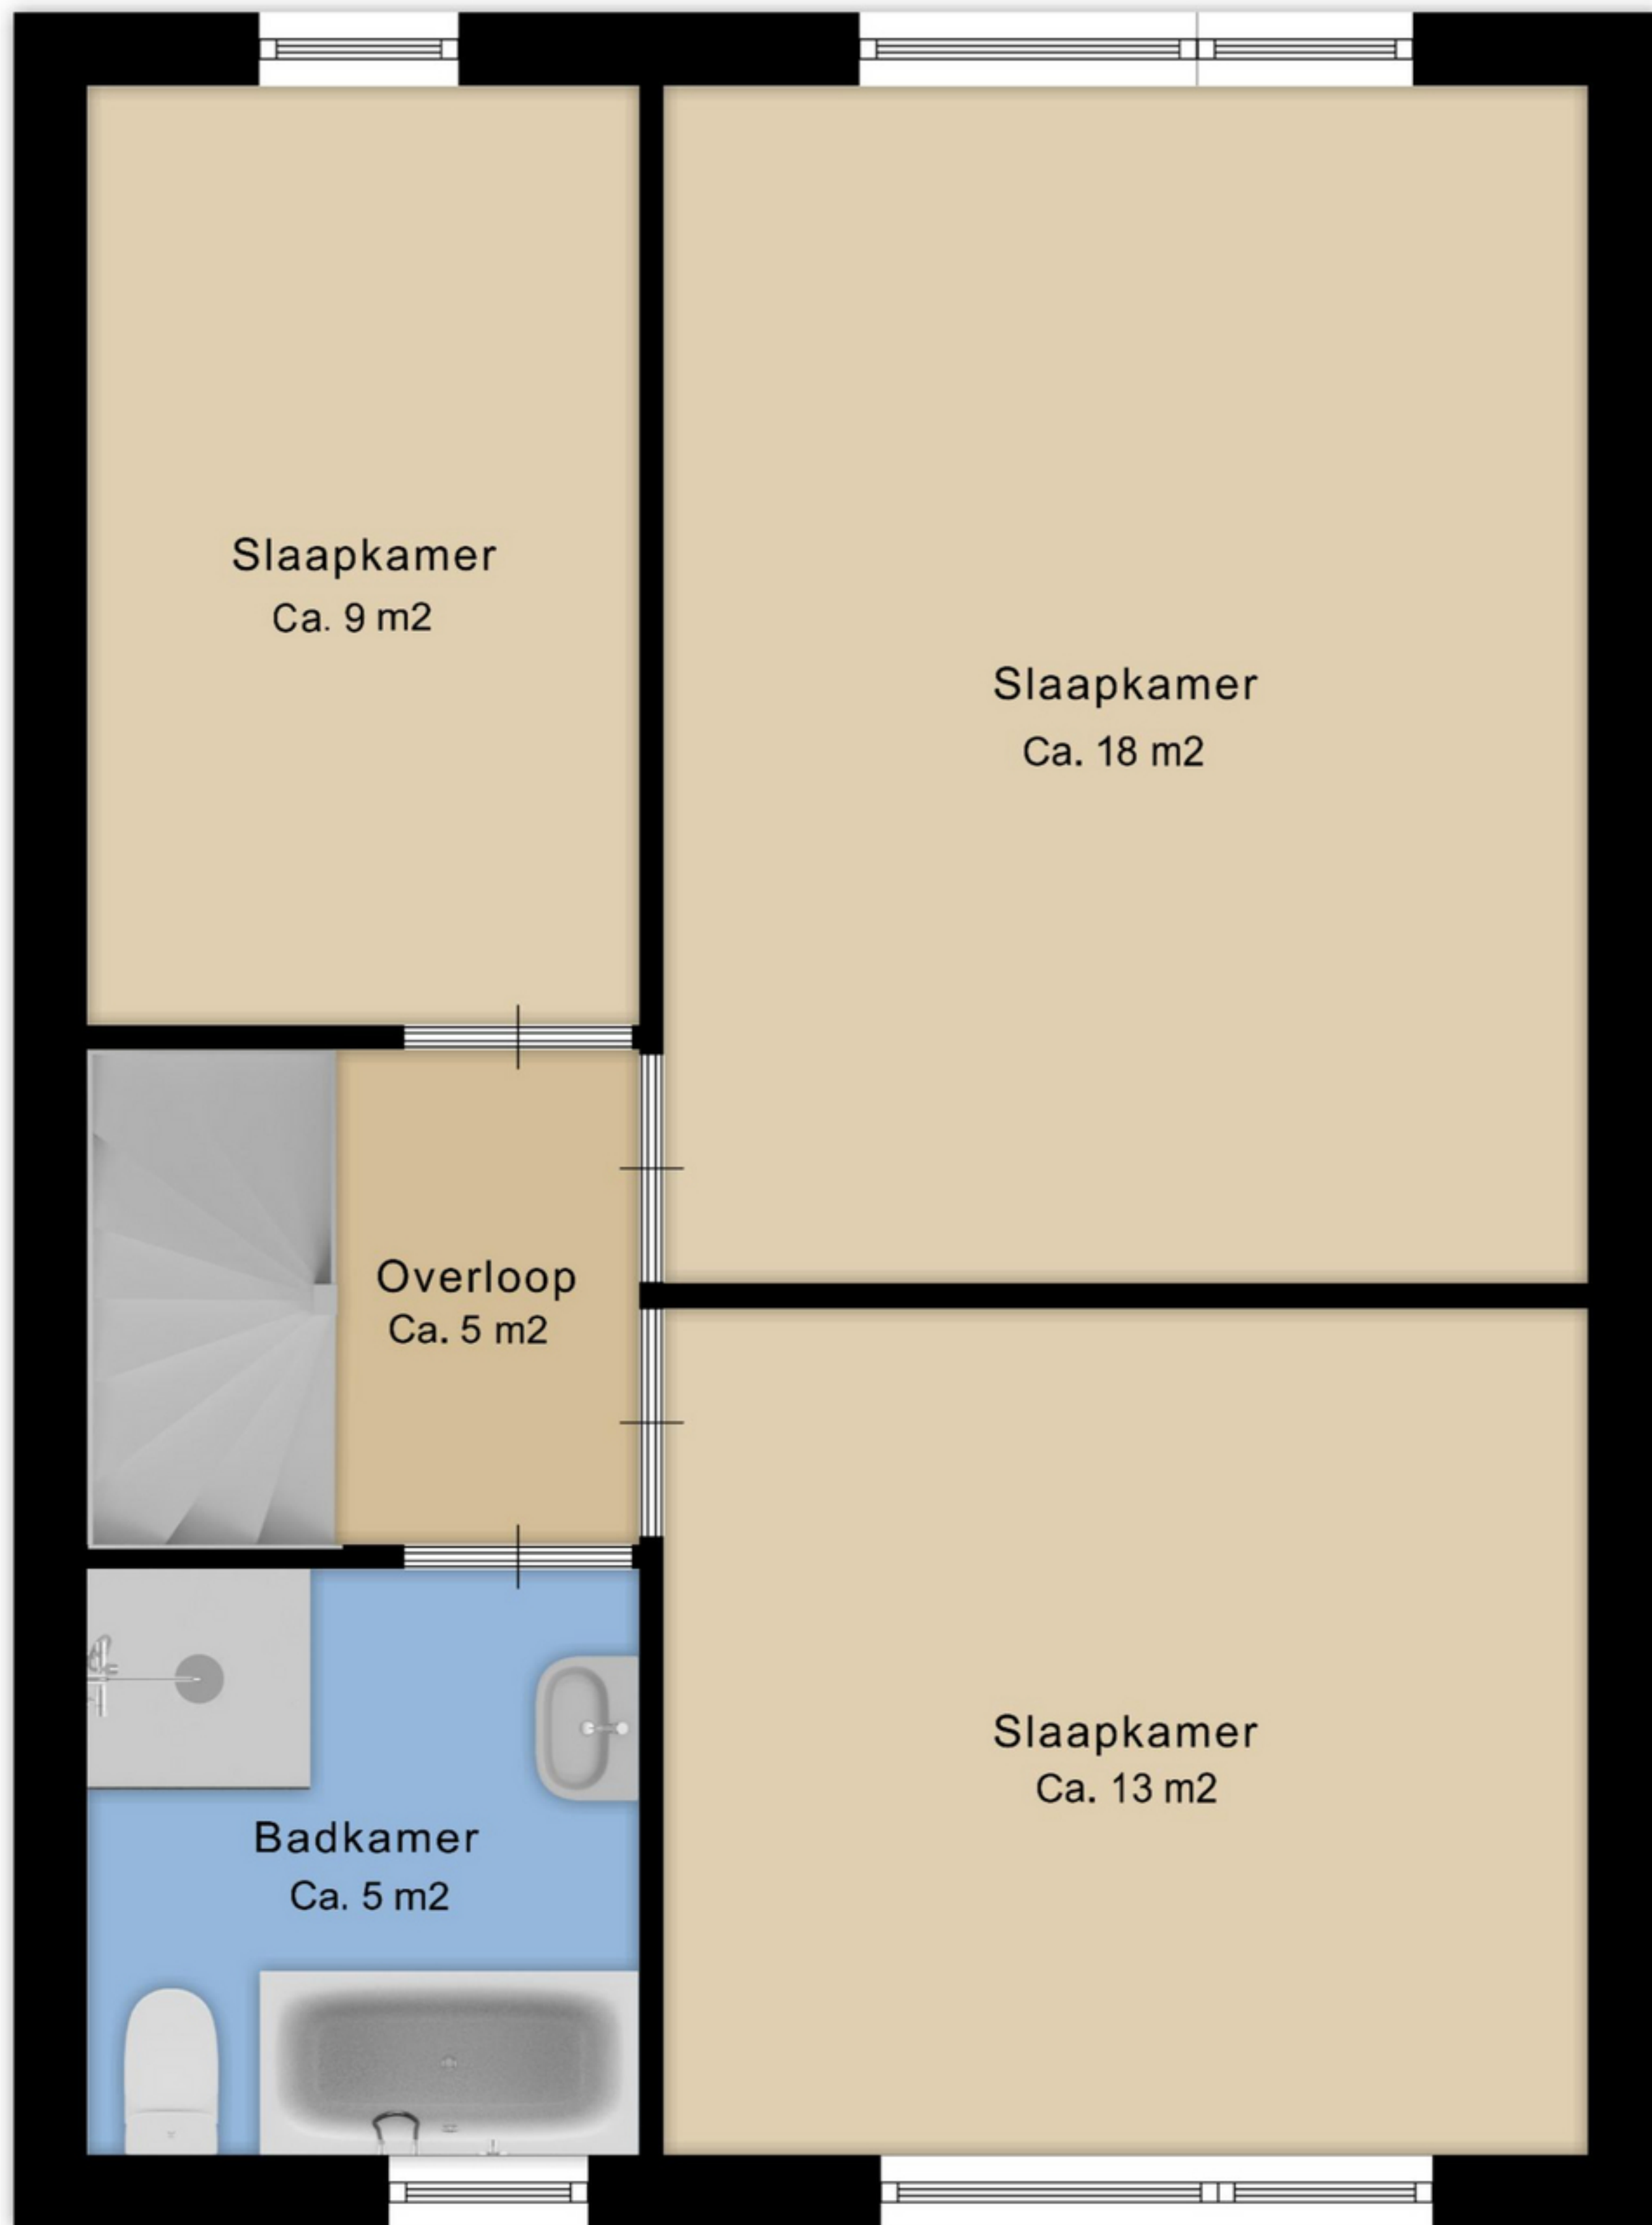 Slaapkamer
Ca. 9 m2
Slaapkamer
Ca. 18 m2
Overloop
Ca. 5 m2
Slaapkamer
Ca. 13 m2
Badkamer
Ca. 5 m2